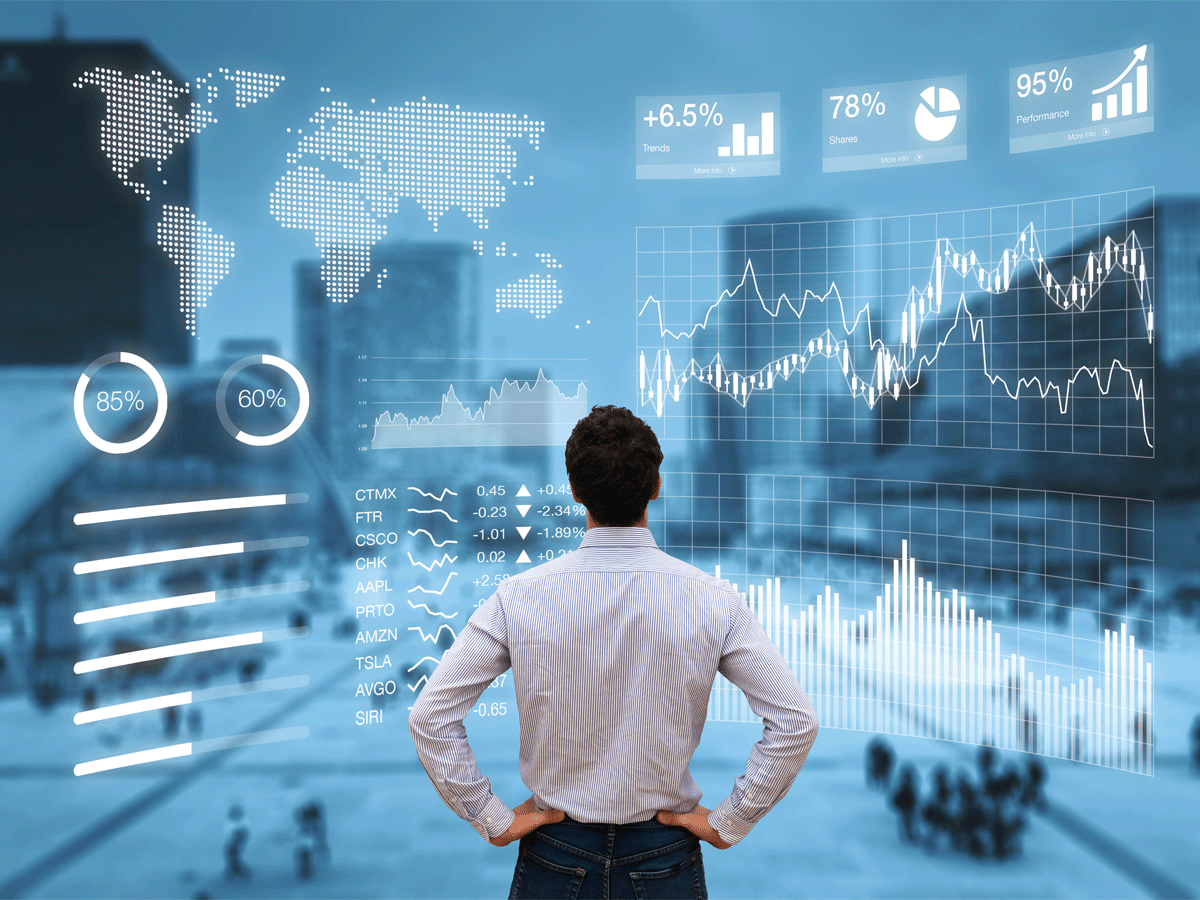 +6.5%
Trends
More info
78%
Shares
More info
95%
Performance
More info
85%
60%
CTMX 0.45 +0.45
FTR -0.23 -2.34%
CSCO -1.01 -1.89%
CHK 0.02
AAPL +2.58
PRTO
AMZN
TSLA
AVGO
SIRI -0.65